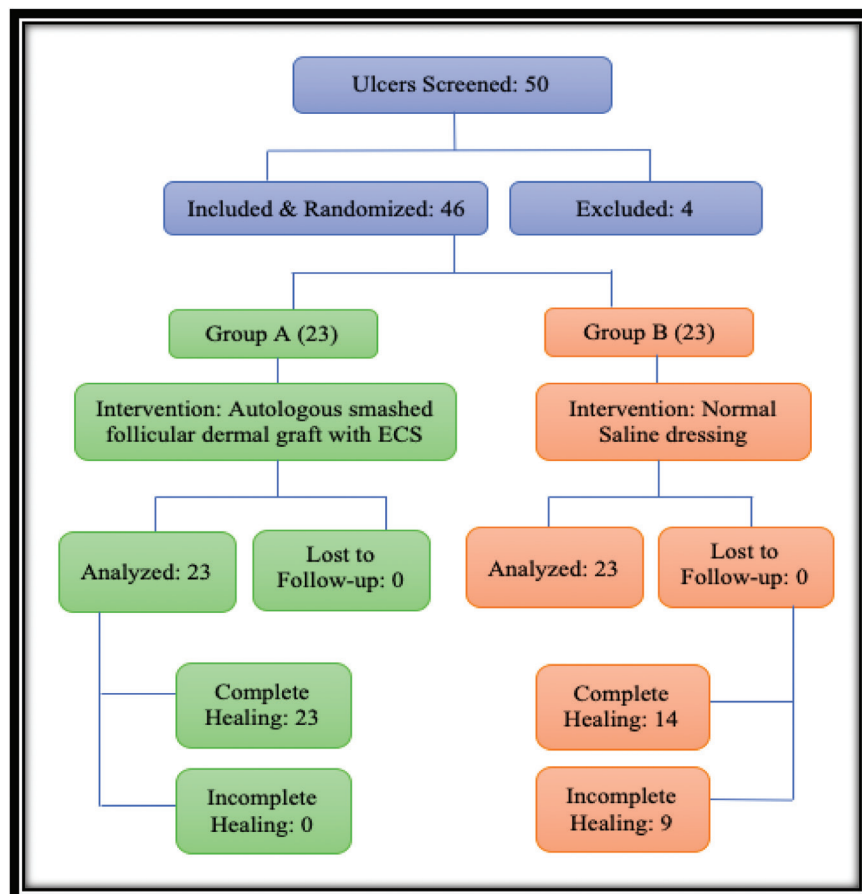 Ulcers Screened: 50
Included & Randomized: 46
Excluded: 4
Group A (23)
Group B (23)
Intervention: Autologous smashed
follicular dermal graft with ECS
Intervention: Normal
Saline dressing
Analyzed: 23
Lost to
Follow-up: 0
Analyzed: 23
Lost to
Follow-up: 0
Complete
Healing: 23
Complete
Healing: 14
Incomplete
Healing: 0
Incomplete
Healing: 9